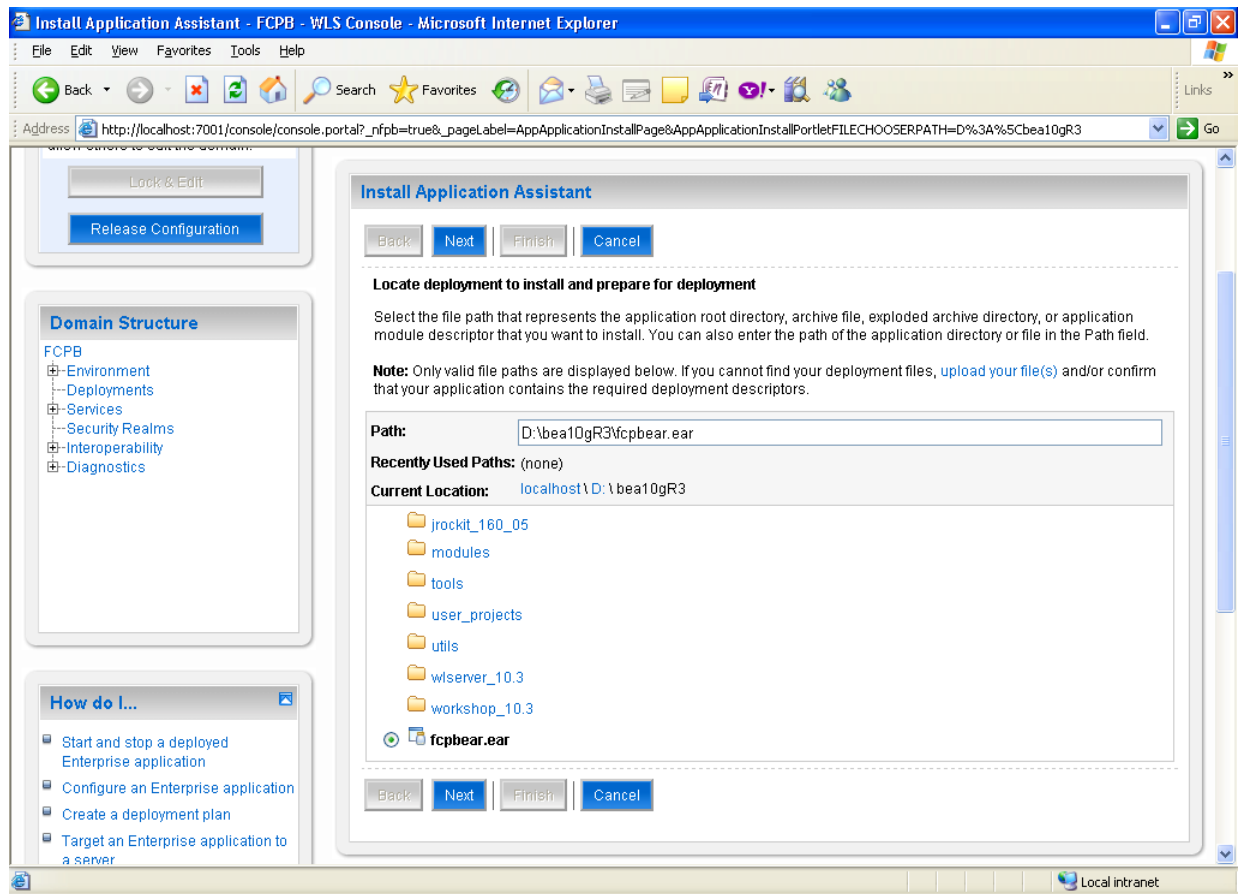 Install Application Assistant - FCPB - WLS Console - Microsoft Internet Explorer
File Edit View Favorites Tools Help
Back Search Favorites Links
Address http://localhost:7001/console/console.portal?_nfpb=true&_pageLabel=AppApplicationInstallPage&AppApplicationInstallPortletFILECHOOSERPATH=D%3A%5Cbea10gR3 Go
allow others to edit the domain.
Lock & Edit
Release Configuration
Domain Structure
FCPB
Environment
Deployments
Services
Security Realms
Interoperability
Diagnostics
How do I...
Start and stop a deployed
Enterprise application
Configure an Enterprise application
Create a deployment plan
Target an Enterprise application to
a server
Install Application Assistant
Back Next Finish Cancel
Locate deployment to install and prepare for deployment
Select the file path that represents the application root directory, archive file, exploded archive directory, or application
module descriptor that you want to install. You can also enter the path of the application directory or file in the Path field.
Note: Only valid file paths are displayed below. If you cannot find your deployment files, upload your file(s) and/or confirm
that your application contains the required deployment descriptors.
Path: D:\bea10gR3\fcpbear.ear
Recently Used Paths: (none)
Current Location: localhost \ D: \ bea10gR3
jrockit_160_05
modules
tools
user_projects
utils
wlserver_10.3
workshop_10.3
fcpbear.ear
Back Next Finish Cancel
Local intranet